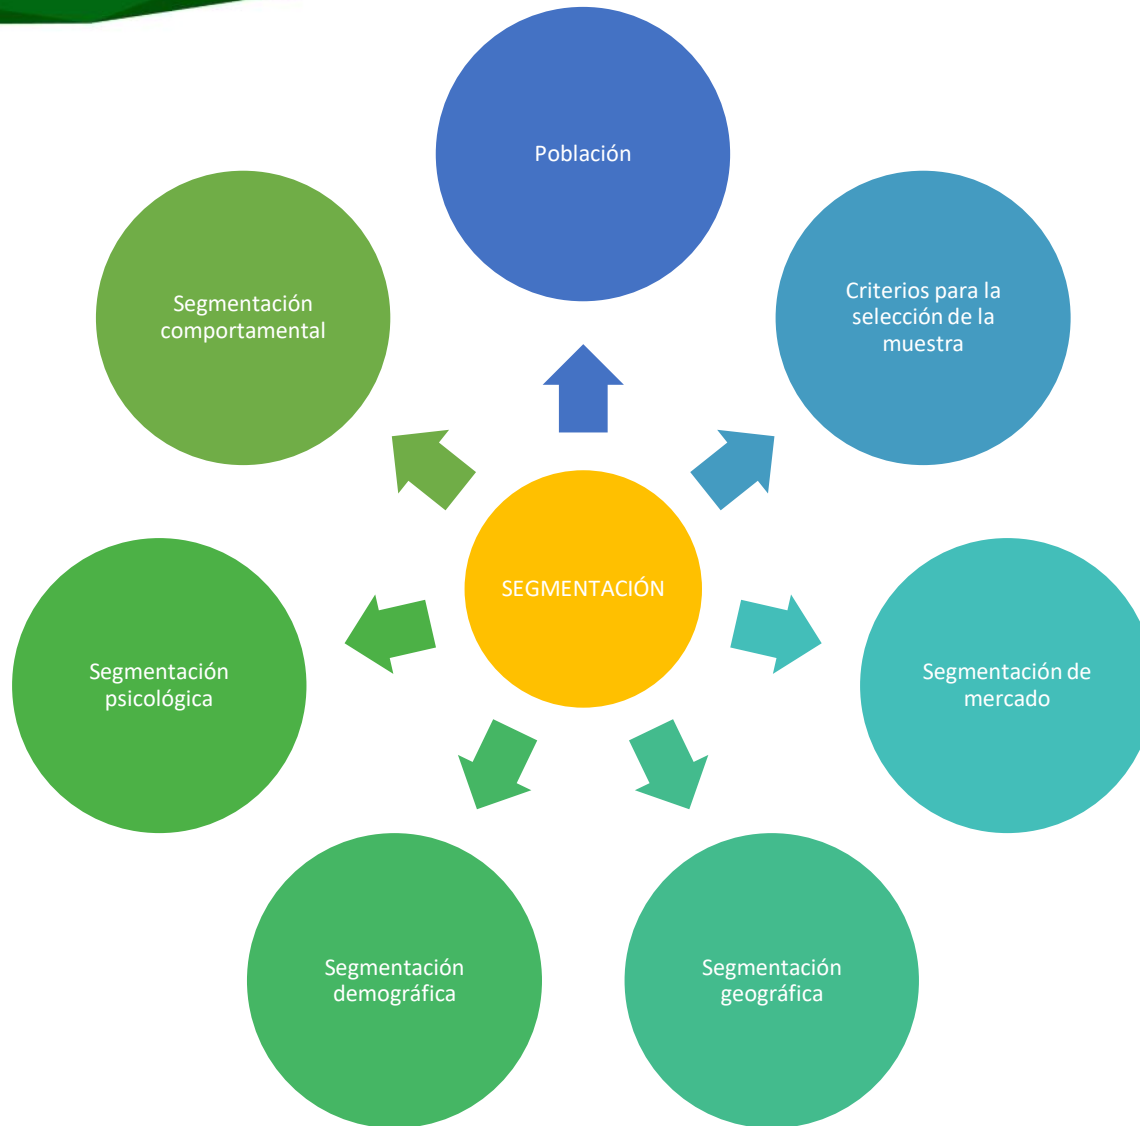 Población
Criterios para la
selección de la
muestra
Segmentación de
mercado
Segmentación
geográfica
Segmentación
demográfica
Segmentación
psicológica
Segmentación
comportamental
SEGMENTACIÓN